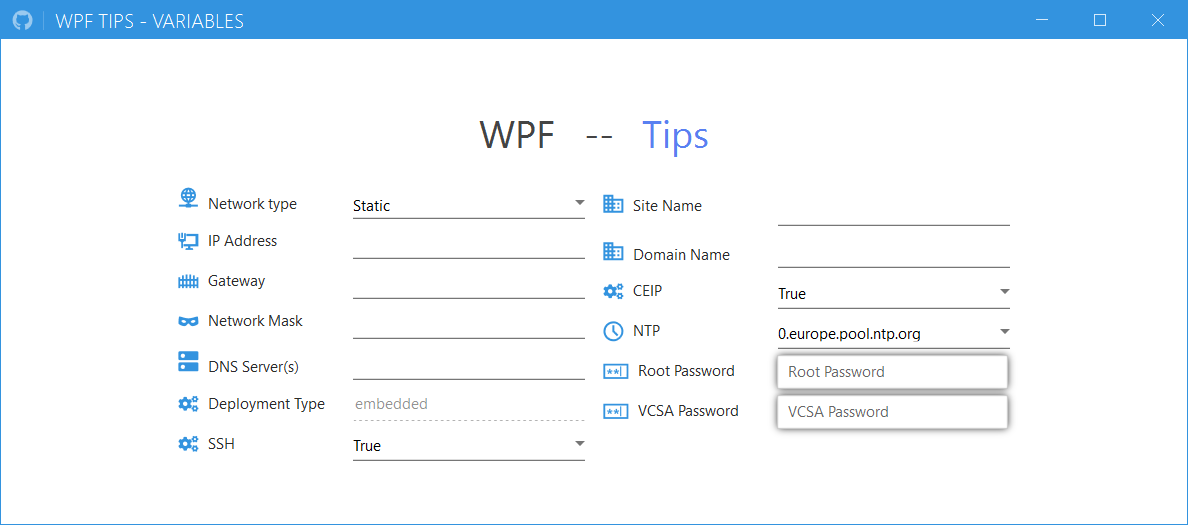 WPF TIPS - VARIABLES
WPF -- Tips
Network type
Static
IP Address
Gateway
Network Mask
DNS Server(s)
Deployment Type
embedded
SSH
True
Site Name
Domain Name
CEIP
True
NTP
0.europe.pool.ntp.org
Root Password
Root Password
VCSA Password
VCSA Password